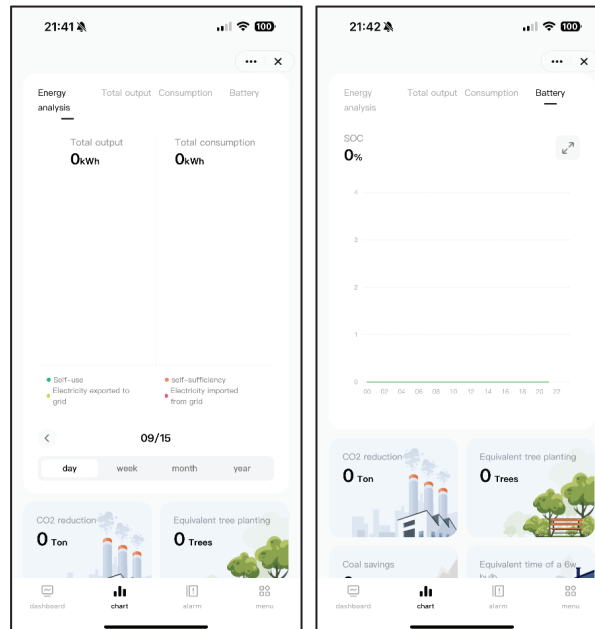 21:41
100
Energy analysis
Total output
Consumption
Battery
Total output
0kWh
Total consumption
0kWh
Self-use
Electricity exported to
grid
self-sufficiency
Electricity imported
from grid
09/15
day
week
month
year
CO2 reduction
0 Ton
Equivalent tree planting
0 Trees
dashboard
chart
alarm
menu
21:42
100
Energy analysis
Total output
Consumption
Battery
SOC
0%
4
3
2
1
0
00 02 04 06 08 10 12 14 16 18 20 22
CO2 reduction
0 Ton
Equivalent tree planting
0 Trees
Coal savings
Equivalent time of a 6w
bulb
dashboard
chart
alarm
menu